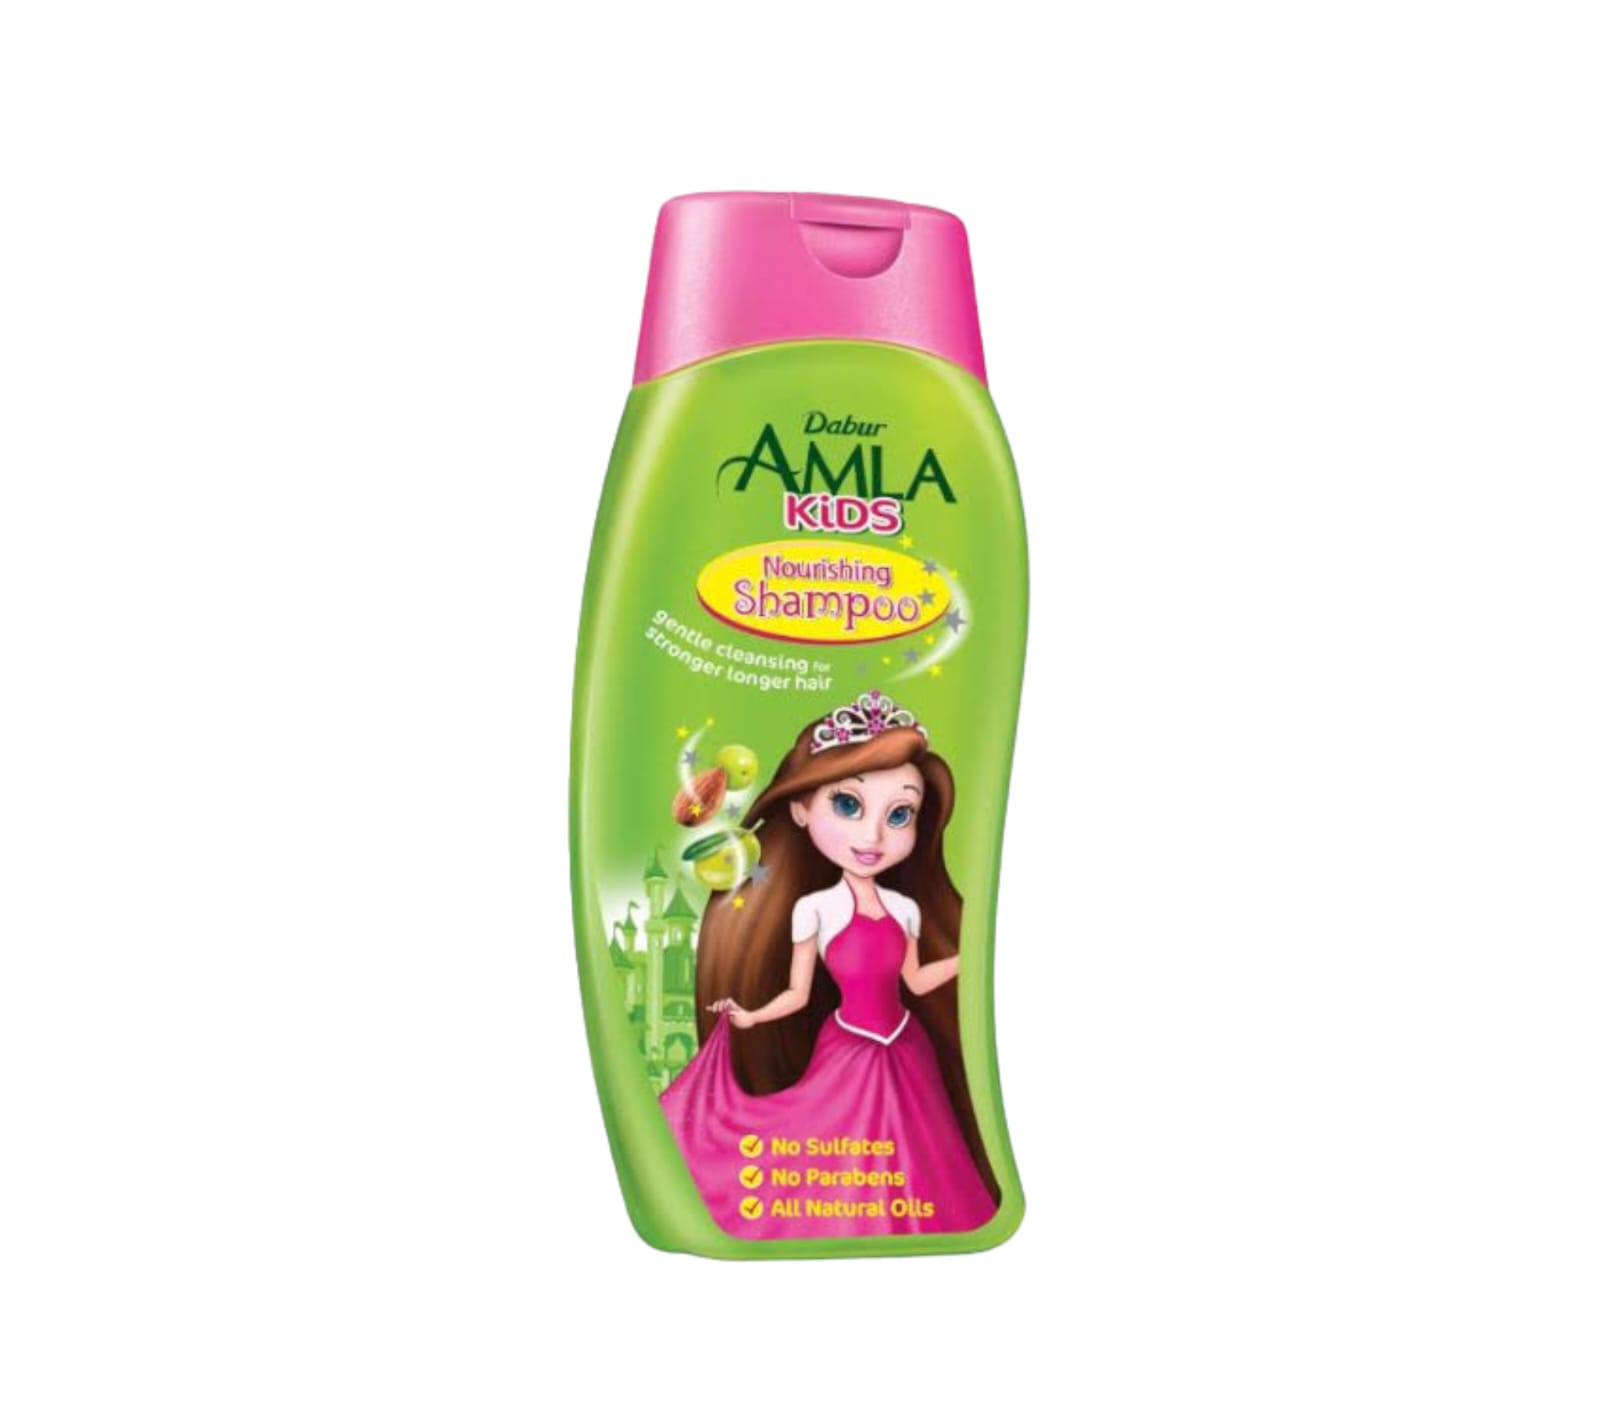 Dabur
AMLA
KiDS
Nourishing
Shampoo
gentle cleansing for
stronger longer hair
No Sulfates
No Parabens
All Natural Oils